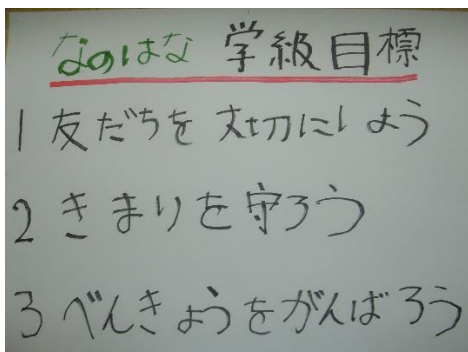 なのはな 学級目標
1 友だちを 大切にしよう
2 きまりを守ろう
3 べんきょうをがんばろう